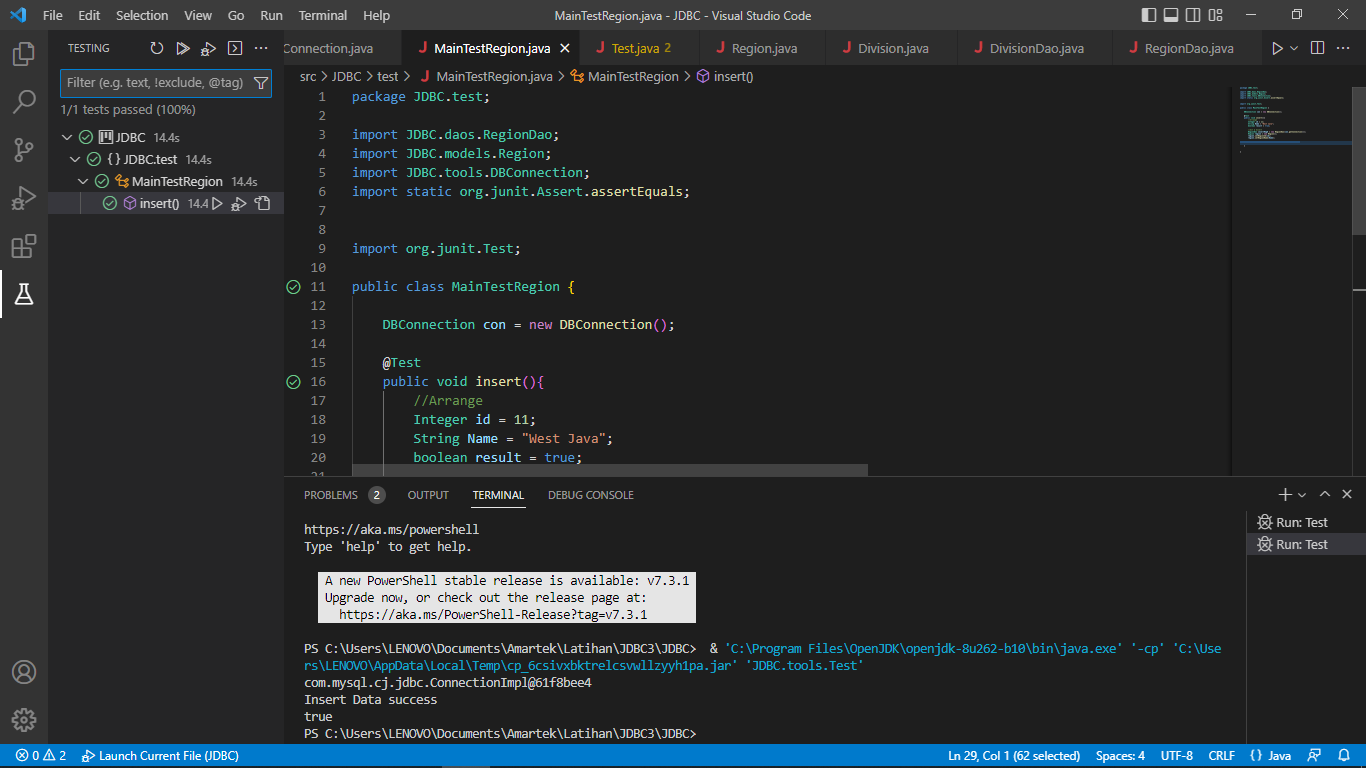 File Edit Selection View Go Run Terminal Help MainTestRegion.java - JDBC - Visual Studio Code
TESTING
Connection.java MainTestRegion.java Test.java 2 Region.java Division.java DivisionDao.java RegionDao.java
Filter (e.g. text, !exclude, @tag)
1/1 tests passed (100%)
JDBC 14.4s
{ } JDBC.test 14.4s
MainTestRegion 14.4s
insert() 14.4
src > JDBC > test > MainTestRegion.java > MainTestRegion > insert()
1 package JDBC.test;
2
3 import JDBC.daos.RegionDao;
4 import JDBC.models.Region;
5 import JDBC.tools.DBConnection;
6 import static org.junit.Assert.assertEquals;
7
8
9 import org.junit.Test;
10
11 public class MainTestRegion {
12
13 DBConnection con = new DBConnection();
14
15 @Test
16 public void insert(){
17 //Arrange
18 Integer id = 11;
19 String Name = "West Java";
20 boolean result = true;
21
PROBLEMS 2 OUTPUT TERMINAL DEBUG CONSOLE
https://aka.ms/powershell
Type 'help' to get help.
A new PowerShell stable release is available: v7.3.1
Upgrade now, or check out the release page at:
https://aka.ms/PowerShell-Release?tag=v7.3.1
PS C:\Users\LENOVO\Documents\Amartek\Latihan\JDBC3\JDBC> & 'C:\Program Files\OpenJDK\openjdk-8u262-b10\bin\java.exe' '-cp' 'C:\Use
rs\LENOVO\AppData\Local\Temp\cp_6csivxbktrelcsvwllzyyh1pa.jar' 'JDBC.tools.Test'
com.mysql.cj.jdbc.ConnectionImpl@61f8bee4
Insert Data success
true
PS C:\Users\LENOVO\Documents\Amartek\Latihan\JDBC3\JDBC>
Run: Test
Run: Test
0 2 Launch Current File (JDBC) Ln 29, Col 1 (62 selected) Spaces: 4 UTF-8 CRLF { } Java